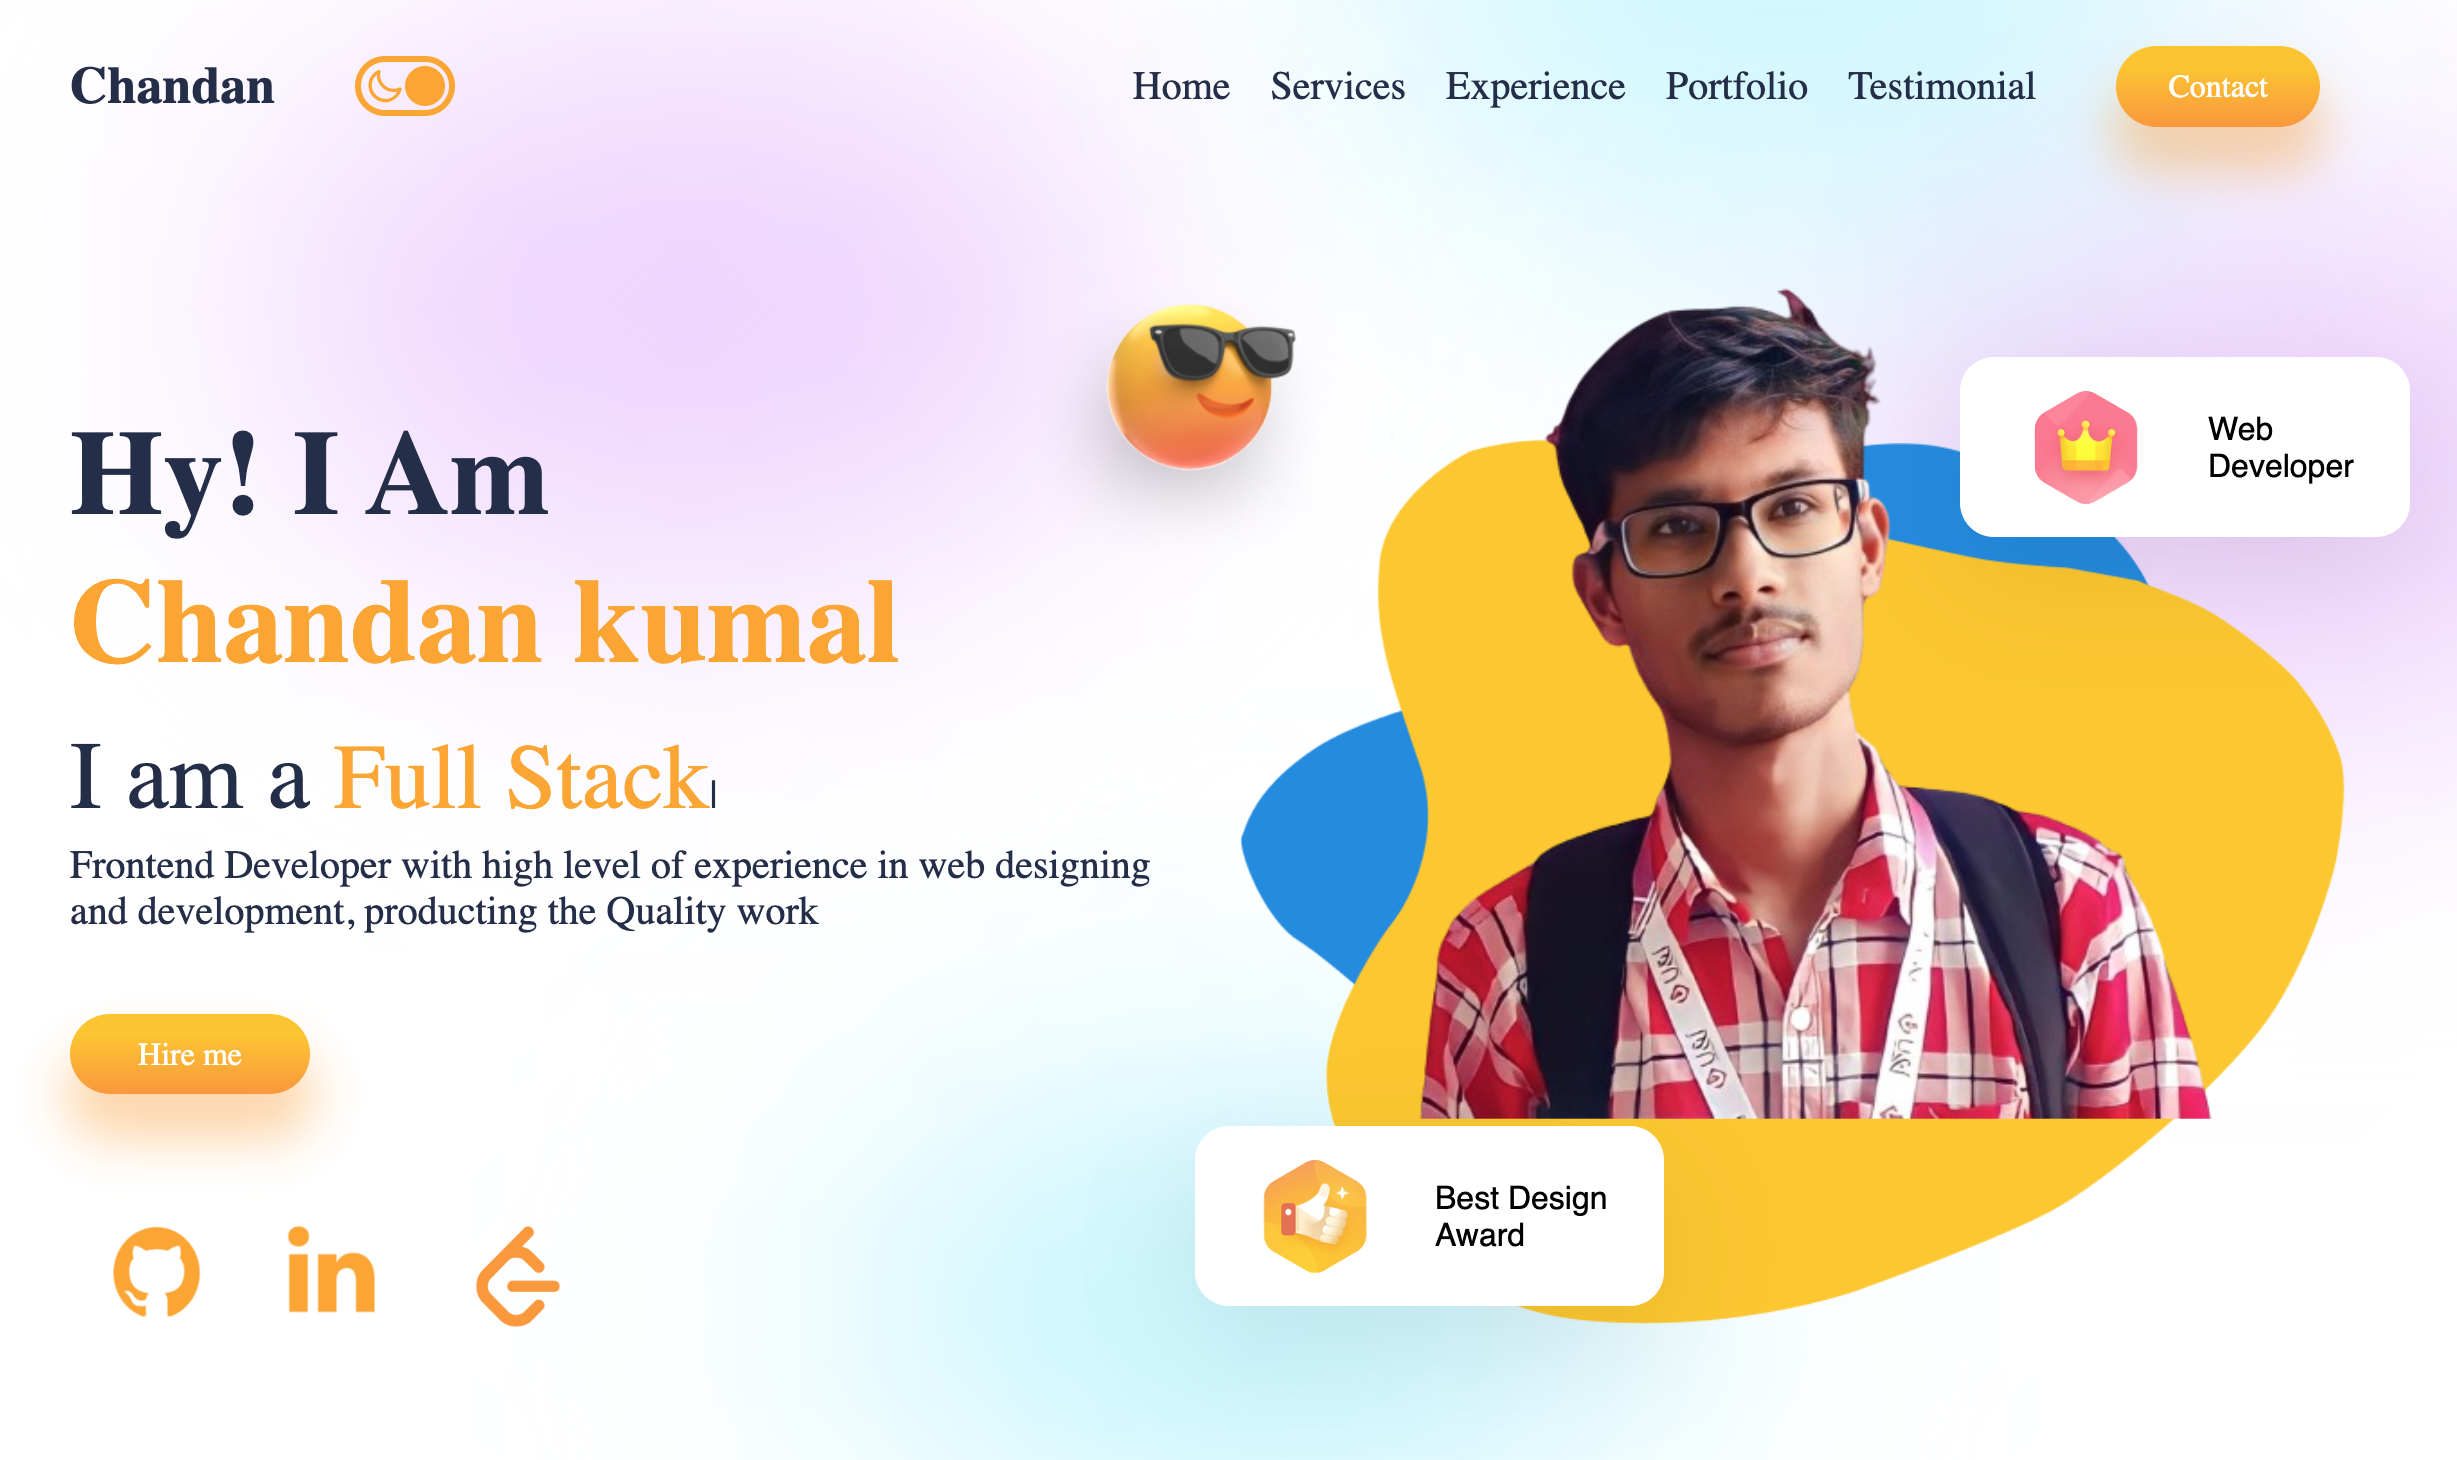 Chandan
Home Services Experience Portfolio Testimonial Contact
Hy! I Am
Chandan kumal
I am a Full Stack
Frontend Developer with high level of experience in web designing
and development, producting the Quality work
Hire me
Web
Developer
Best Design
Award